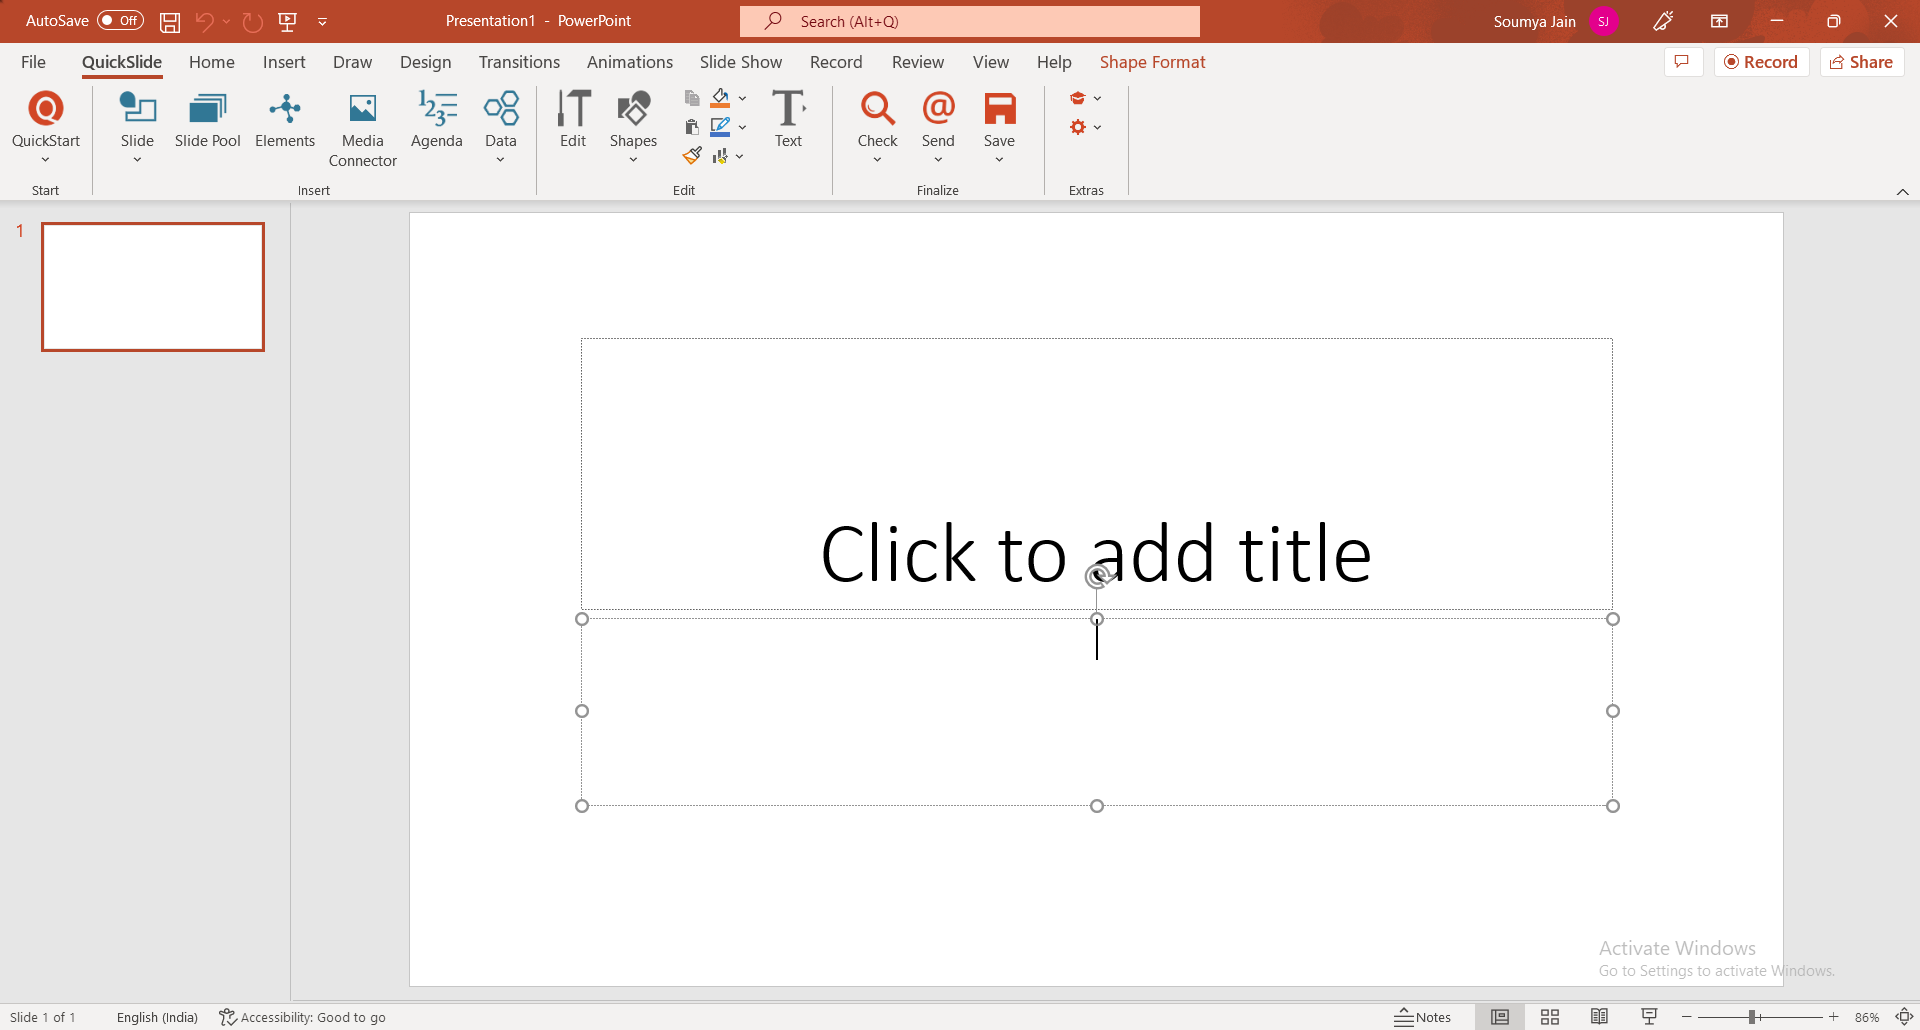 AutoSave Off
Presentation1 - PowerPoint
Search (Alt+Q)
Soumya Jain SJ
File QuickSlide Home Insert Draw Design Transitions Animations Slide Show Record Review View Help Shape Format
Record Share
QuickStart Slide Slide Pool Elements Media Connector Agenda Data Edit Shapes Text Check Send Save
Start Insert Edit Finalize Extras
1
Click to add title
Activate Windows
Go to Settings to activate Windows.
Slide 1 of 1 English (India) Accessibility: Good to go Notes 86%